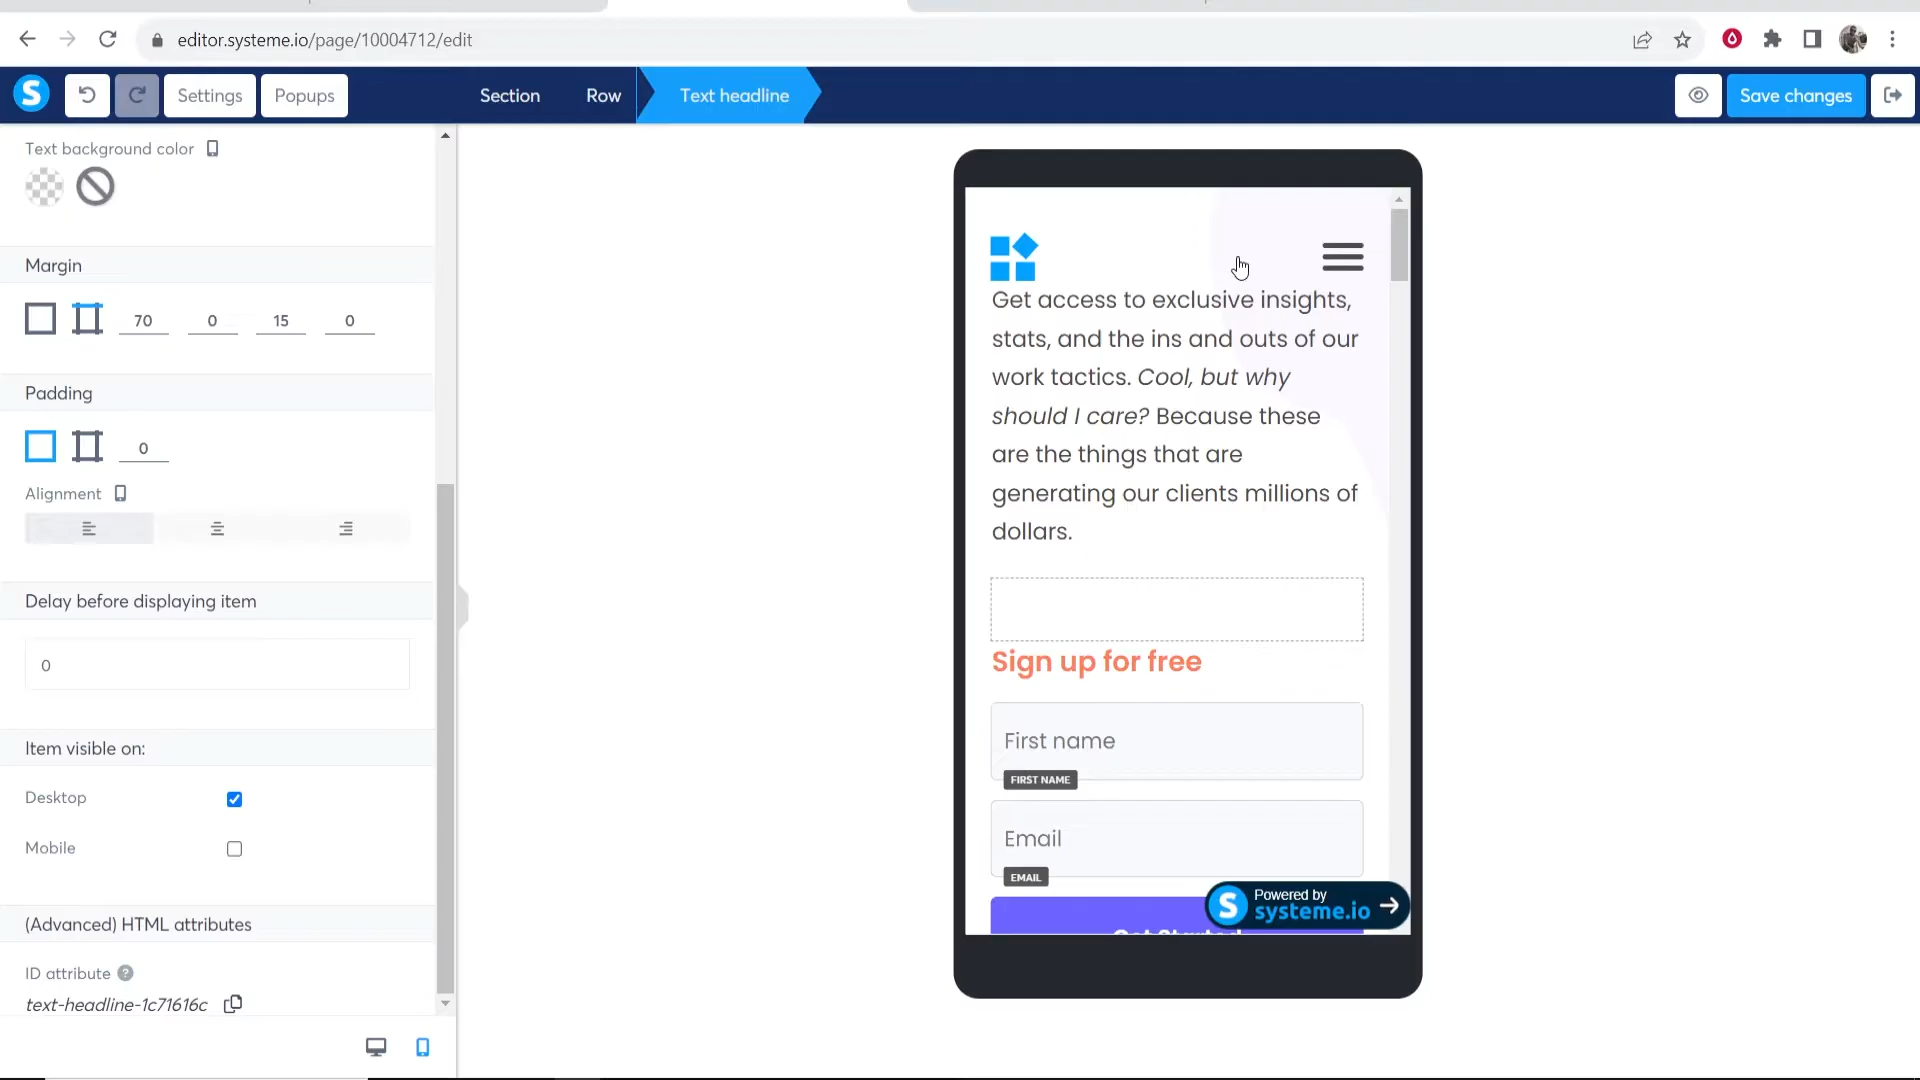 editor.systeme.io/page/10004712/edit
S
Settings
Popups
Section
Row
Text headline
Save changes
Text background color
Margin
70
0
15
0
Padding
0
Alignment
Delay before displaying item
0
Item visible on:
Desktop
Mobile
(Advanced) HTML attributes
ID attribute ?
text-headline-1c71616c
Get access to exclusive insights,
stats, and the ins and outs of our
work tactics. Cool, but why
should I care? Because these
are the things that are
generating our clients millions of
dollars.
Sign up for free
First name
FIRST NAME
Email
EMAIL
Get Started
S
Powered by
systeme.io